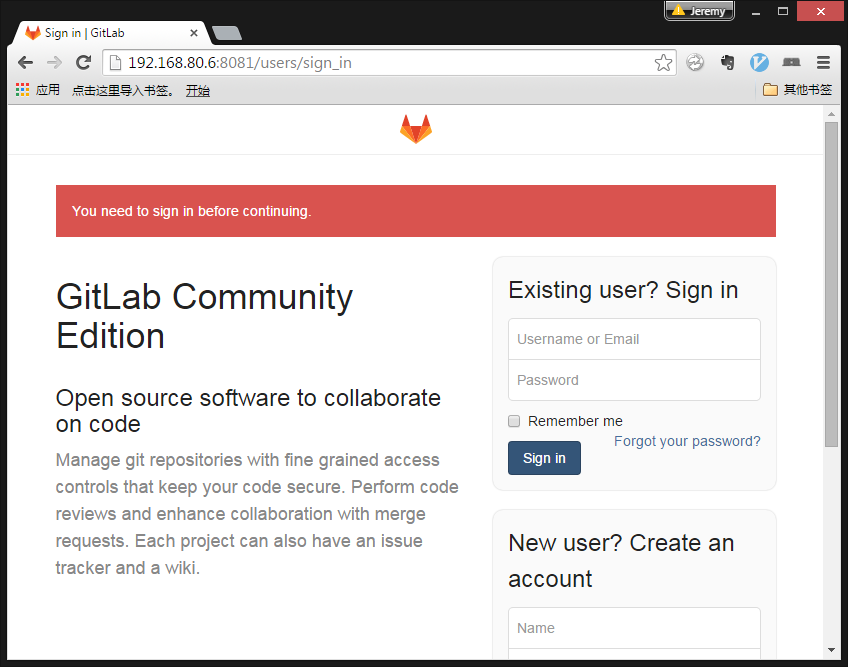 Jeremy
Sign in | GitLab
192.168.80.6:8081/users/sign_in
应用 点击这里导入书签。 开始 其他书签
You need to sign in before continuing.
GitLab Community
Edition
Open source software to collaborate
on code
Manage git repositories with fine grained access
controls that keep your code secure. Perform code
reviews and enhance collaboration with merge
requests. Each project can also have an issue
tracker and a wiki.
Existing user? Sign in
Username or Email
Password
Remember me
Forgot your password?
Sign in
New user? Create an
account
Name